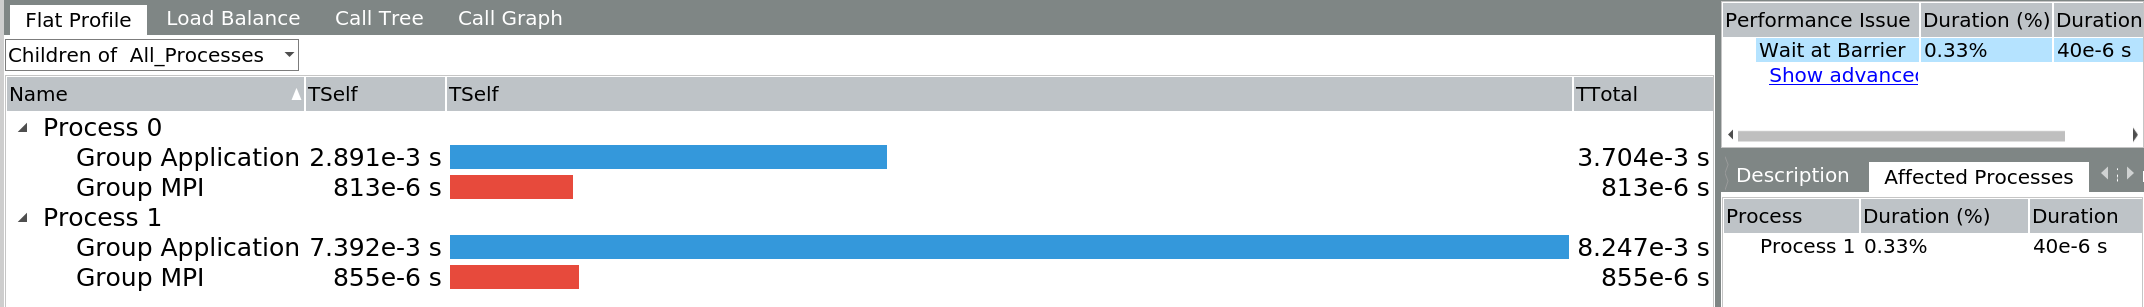 Flat Profile Load Balance Call Tree Call Graph
Children of All_Processes
Name TSelf TSelf TTotal
Process 0
Group Application 2.891e-3 s 3.704e-3 s
Group MPI 813e-6 s 813e-6 s
Process 1
Group Application 7.392e-3 s 8.247e-3 s
Group MPI 855e-6 s 855e-6 s
Performance Issue Duration (%) Duration
Wait at Barrier 0.33% 40e-6 s
Show advanced
Description Affected Processes
Process Duration (%) Duration
Process 1 0.33% 40e-6 s